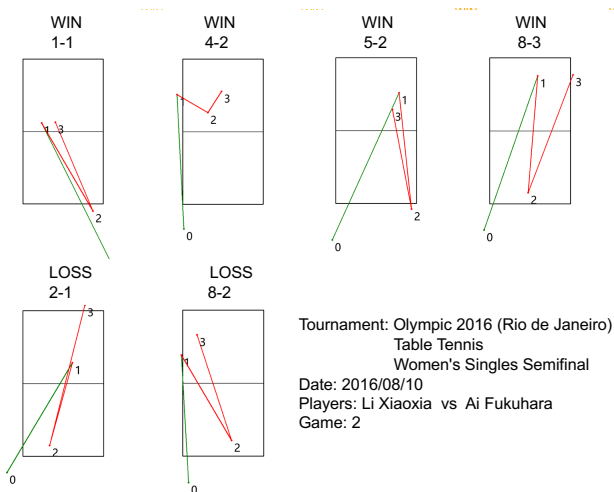 WIN
1-1
1
3
2
WIN
4-2
1
3
2
0
WIN
5-2
1
3
2
0
WIN
8-3
1
3
2
0
LOSS
2-1
3
1
2
0
LOSS
8-2
3
1
2
0
Tournament: Olympic 2016 (Rio de Janeiro)
Table Tennis
Women's Singles Semifinal
Date: 2016/08/10
Players: Li Xiaoxia vs Ai Fukuhara
Game: 2